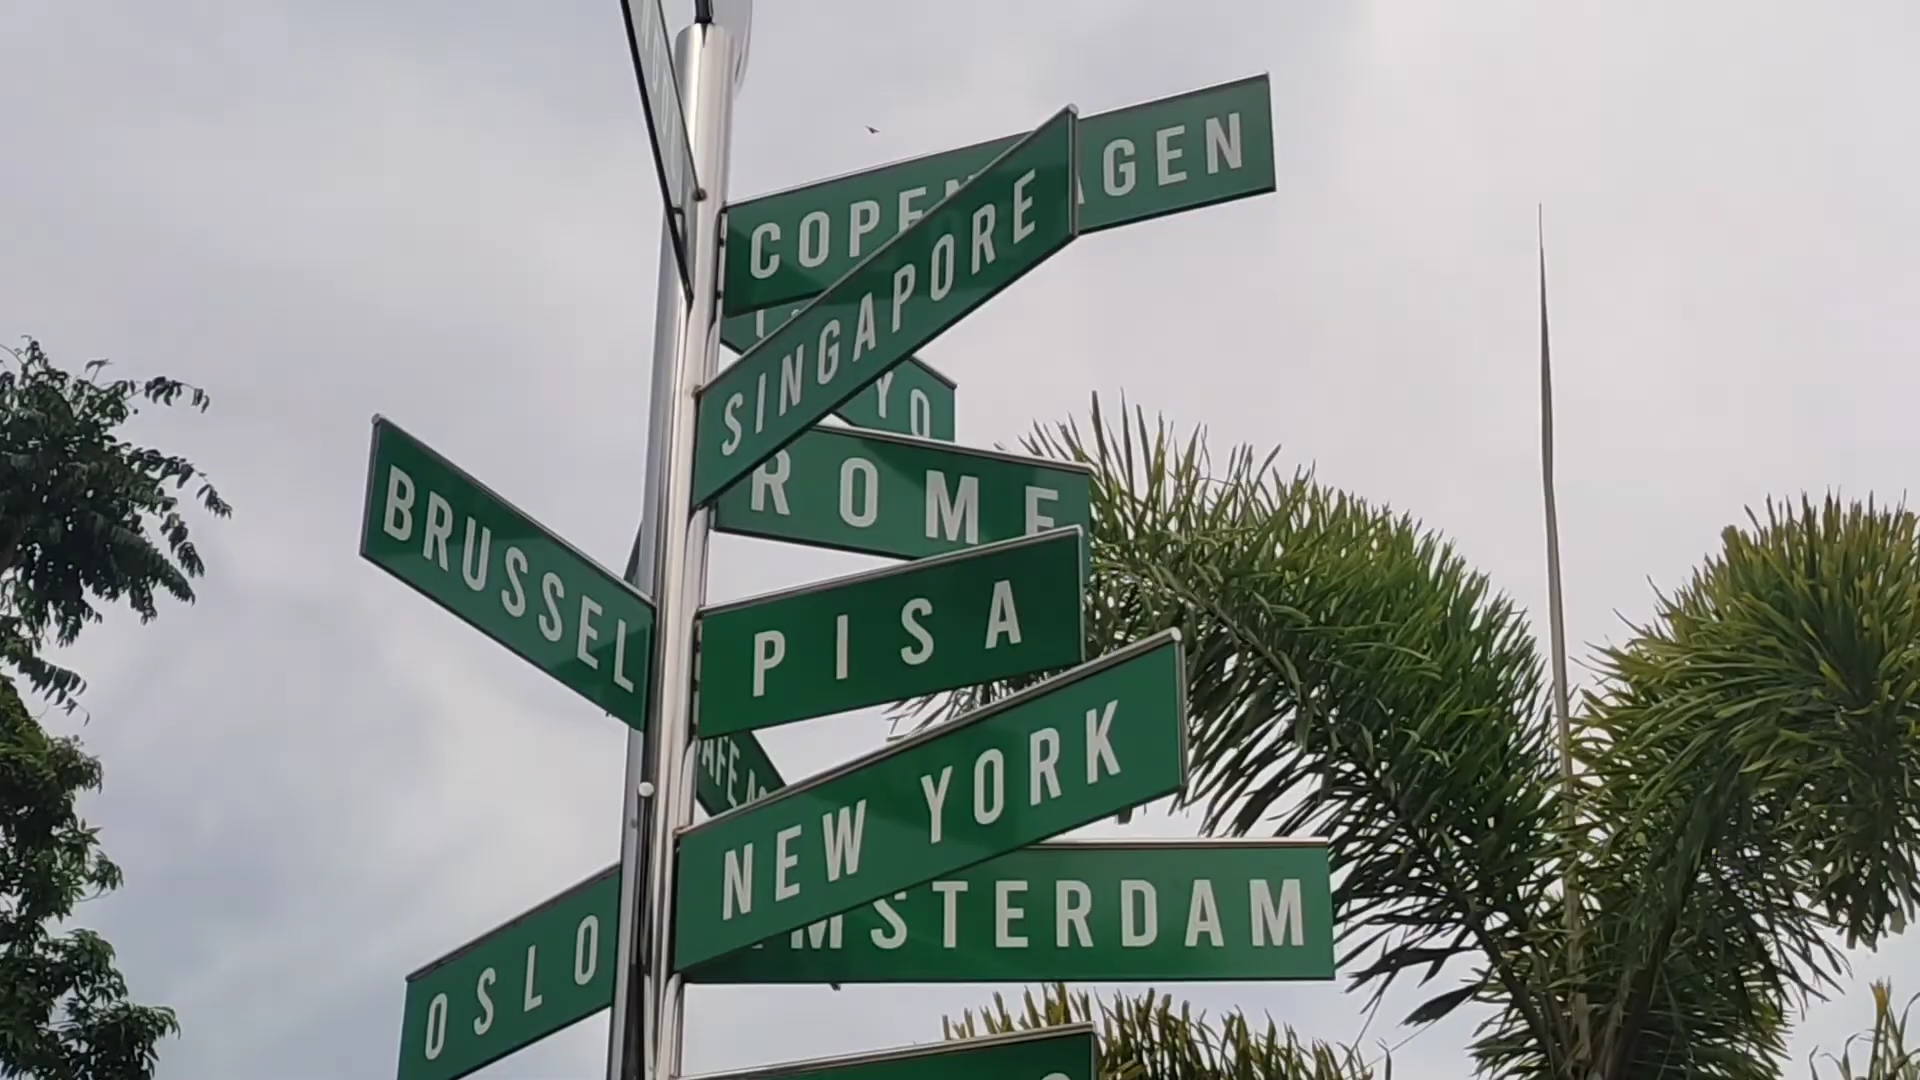 COPENHAGEN
SINGAPORE
ROME
BRUSSEL
PISA
NEW YORK
AMSTERDAM
OSLO